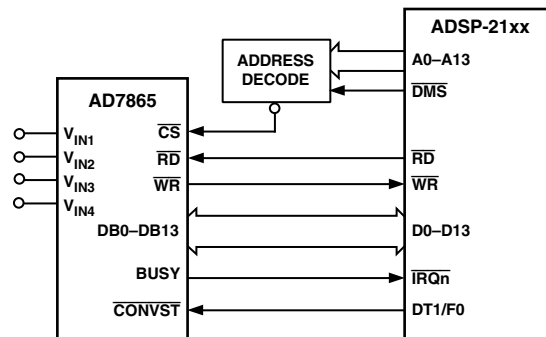 ADSP-21xx
ADDRESS
DECODE
A0–A13
DMS
AD7865
VIN1
VIN2
VIN3
VIN4
CS
RD
WR
DB0–DB13
BUSY
CONVST
RD
WR
D0–D13
IRQn
DT1/F0